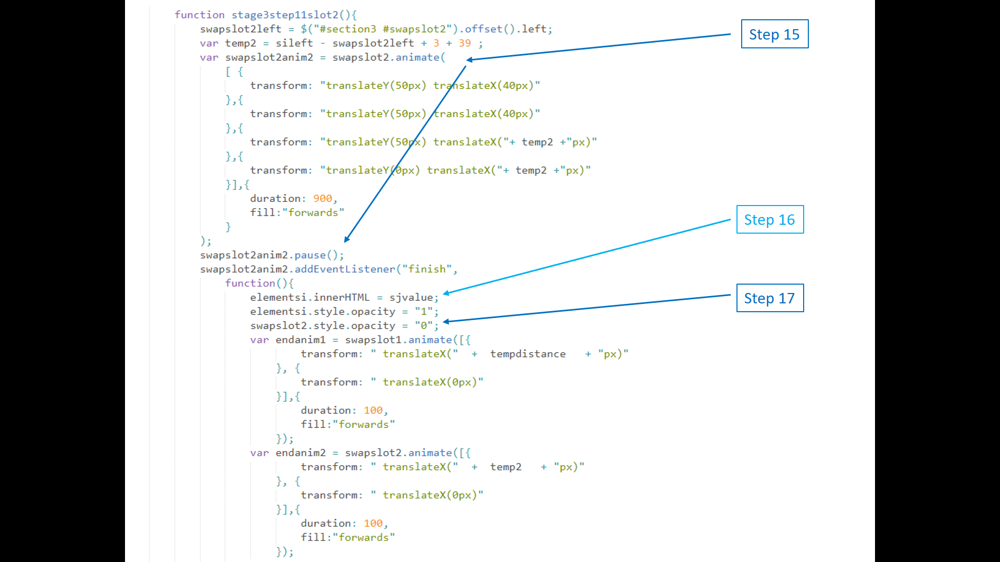 function stage3step11slot2(){
swapslot2left = $("#section3 #swapslot2").offset().left;
var temp2 = sileft - swapslot2left + 3 + 39 ;
var swapslot2anim2 = swapslot2.animate(
[ {
transform: "translateY(50px) translateX(40px)"
},{
transform: "translateY(50px) translateX(40px)"
},{
transform: "translateY(50px) translateX("+ temp2 +"px)"
},{
transform: "translateY(0px) translateX("+ temp2 +"px)"
}],{
duration: 900,
fill:"forwards"
}
);
swapslot2anim2.pause();
swapslot2anim2.addEventListener("finish",
function(){
elementsi.innerHTML = sjvalue;
elementsi.style.opacity = "1";
swapslot2.style.opacity = "0";
var endanim1 = swapslot1.animate([{
transform: " translateX(" + tempdistance + "px)"
}, {
transform: " translateX(0px)"
}],{
duration: 100,
fill:"forwards"
});
var endanim2 = swapslot2.animate([{
transform: " translateX(" + temp2 + "px)"
}, {
transform: " translateX(0px)"
}],{
duration: 100,
fill:"forwards"
});
Step 15
Step 16
Step 17